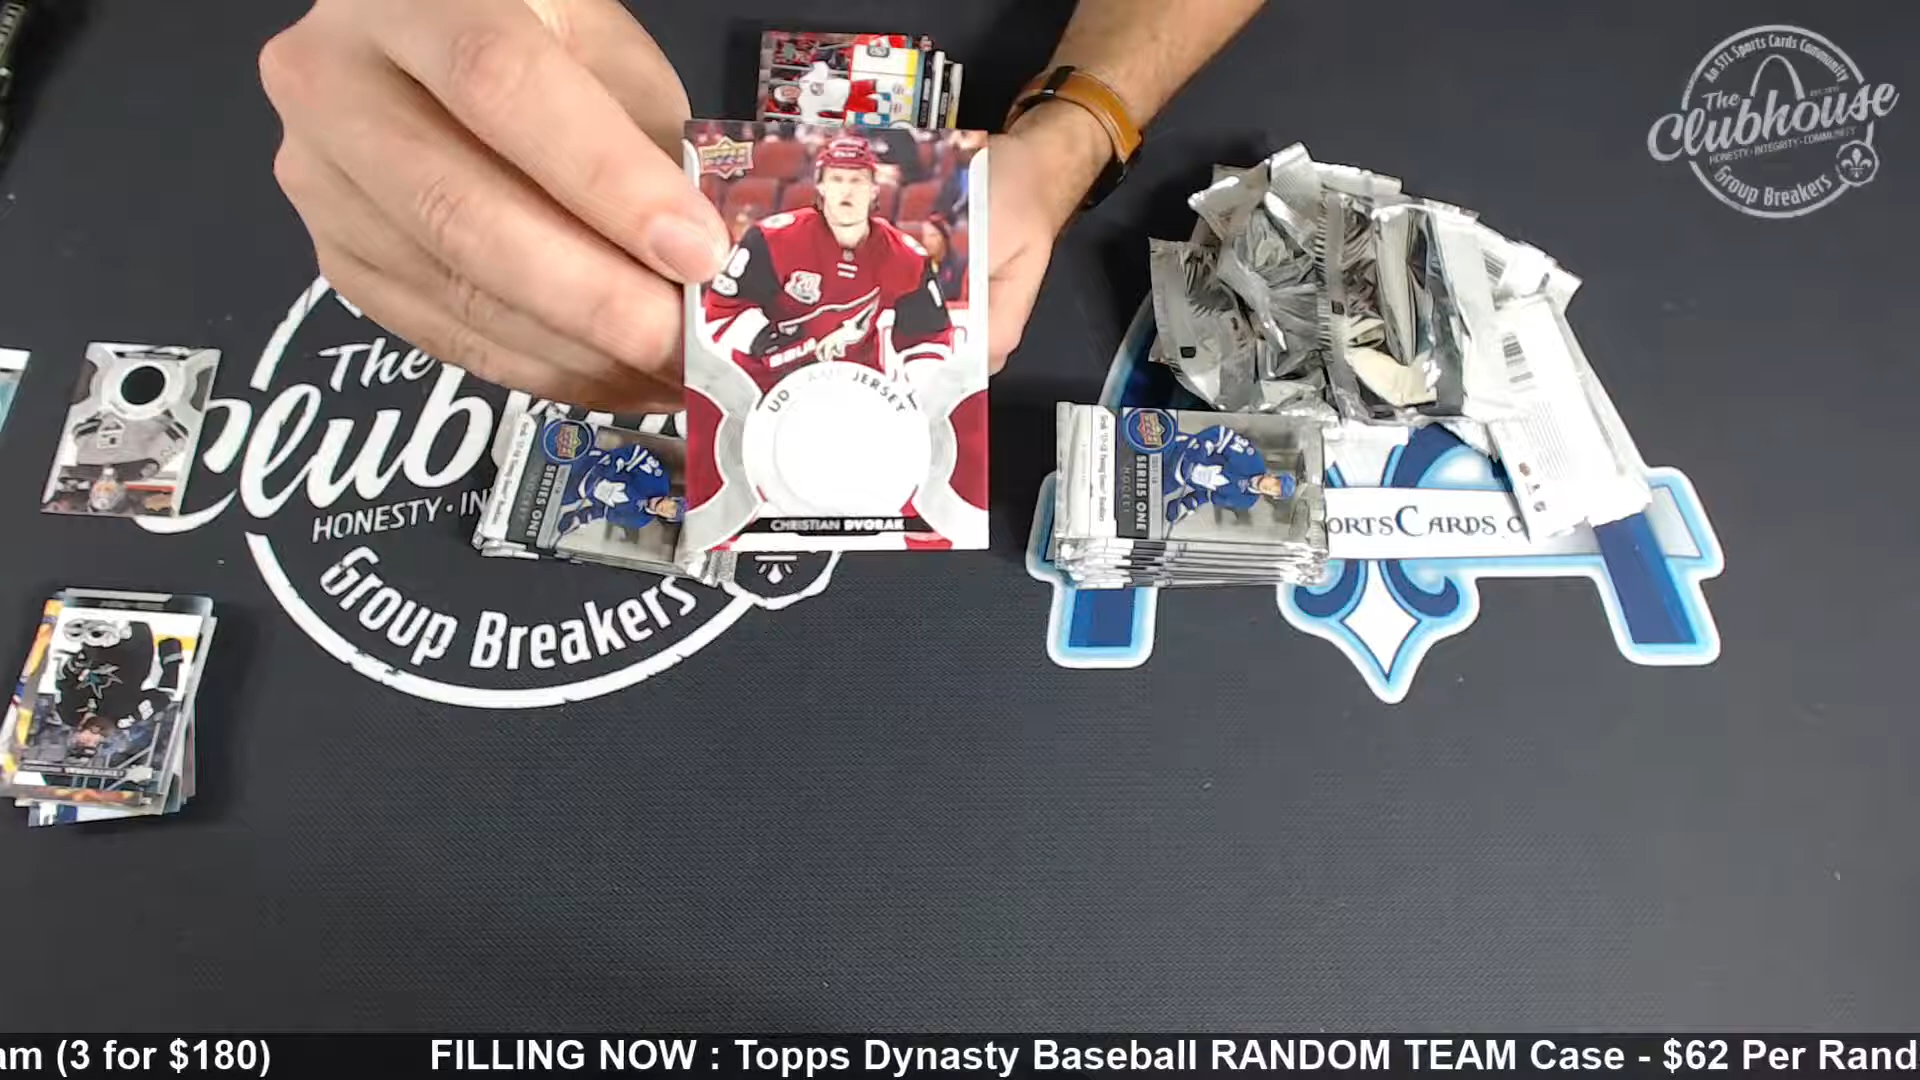 An STL Sports Cards Community
The
Clubhouse
HONESTY · INTEGRITY · COMMUNITY
Group Breakers
UPPER DECK
UD GAME JERSEY
CHRISTIAN DVORAK
The
Club
HONESTY · IN
Group Breakers
SERIES ONE
HOCKEY
SERIES ONE
HOCKEY
ORTSCARDS.C
am (3 for $180)
FILLING NOW : Topps Dynasty Baseball RANDOM TEAM Case - $62 Per Rand